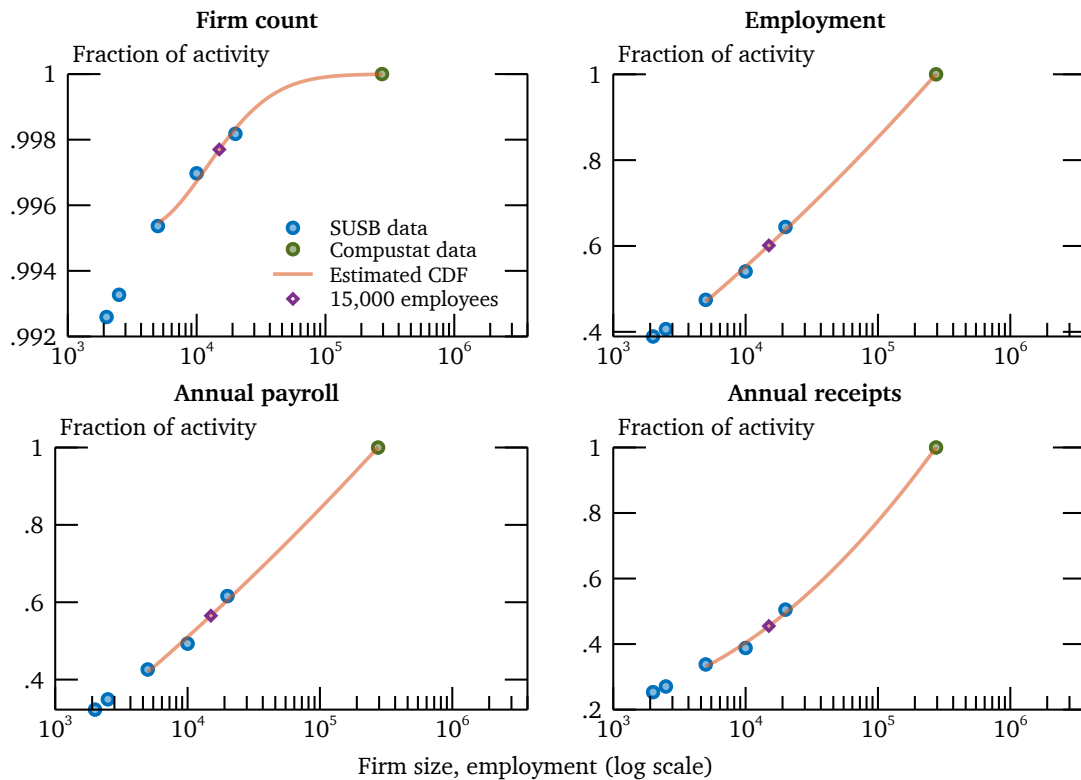 Firm count
Fraction of activity
1
.998
.996
.994
.992
10³ 10⁴ 10⁵ 10⁶
SUSB data
Compustat data
Estimated CDF
15,000 employees
Employment
Fraction of activity
1
.8
.6
.4
10³ 10⁴ 10⁵ 10⁶
Annual payroll
Fraction of activity
1
.8
.6
.4
10³ 10⁴ 10⁵ 10⁶
Annual receipts
Fraction of activity
1
.8
.6
.4
.2
10³ 10⁴ 10⁵ 10⁶
Firm size, employment (log scale)